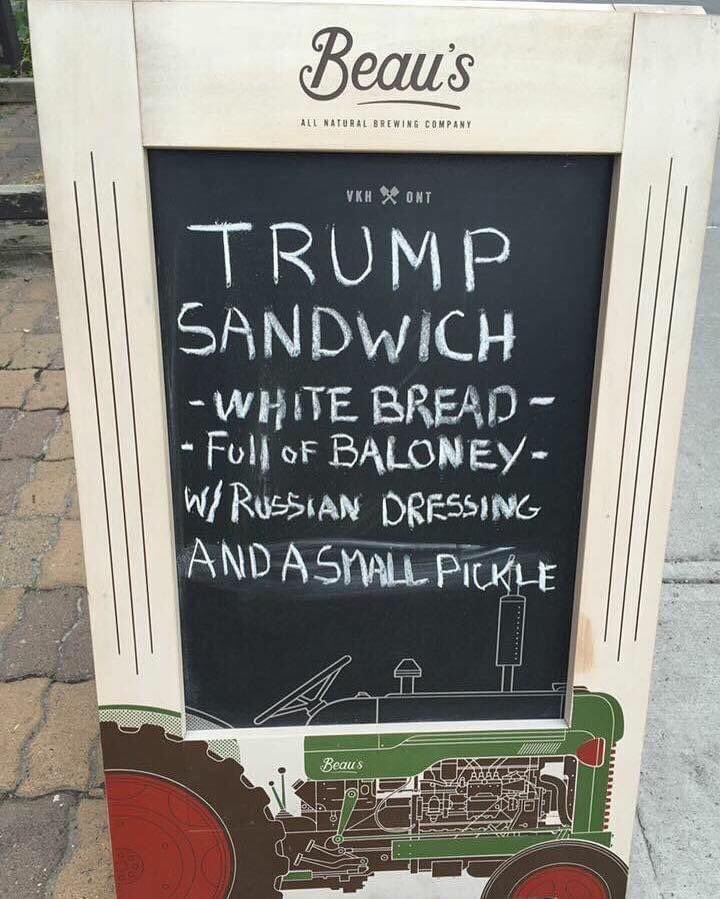 Beau's
ALL NATURAL BREWING COMPANY
VKH ONT
TRUMP
SANDWICH
-WHITE BREAD-
-Full oF BALONEY-
W/ RUSSIAN DRESSING
AND A SMALL PICKLE
Beau's